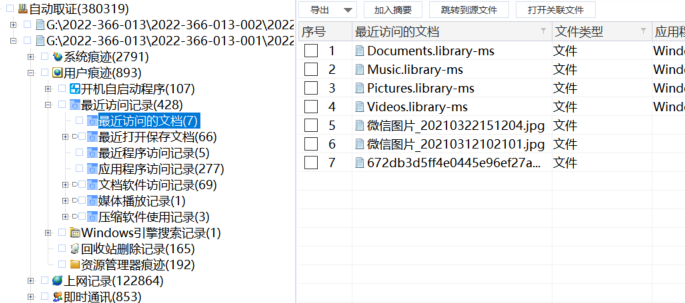 自动取证(380319)
G:\2022-366-013\2022-366-013-002\2022
G:\2022-366-013\2022-366-013-001\2022
系统痕迹(2791)
用户痕迹(893)
开机自启动程序(107)
最近访问记录(428)
最近访问的文档(7)
最近打开保存文档(66)
最近程序访问记录(5)
应用程序访问记录(277)
文档软件访问记录(69)
媒体播放记录(1)
压缩软件使用记录(3)
Windows引擎搜索记录(1)
回收站删除记录(165)
资源管理器痕迹(192)
上网记录(122864)
即时通讯(853)
导出 加入摘要 跳转到源文件 打开关联文件
序号 最近访问的文档 文件类型 应用程
1 Documents.library-ms 文件 Windo
2 Music.library-ms 文件 Windo
3 Pictures.library-ms 文件 Windo
4 Videos.library-ms 文件 Windo
5 微信图片_20210322151204.jpg 文件
6 微信图片_20210312102101.jpg 文件
7 672db3d5ff4e0445e96ef27a... 文件